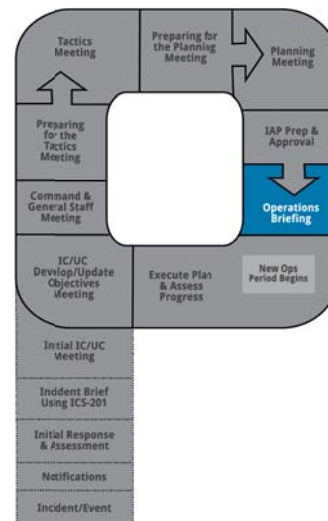 Tactics
Meeting
Preparing for
the Planning
Meeting
Planning
Meeting
Preparing
for the
Tactics
Meeting
IAP Prep &
Approval
Command &
General Staff
Meeting
Operations
Briefing
IC/UC
Develop/Update
Objectives
Meeting
Execute Plan
& Assess
Progress
New Ops
Period Begins
Initial IC/UC
Meeting
Incident Brief
Using ICS-201
Initial Response
& Assessment
Notifications
Incident/Event